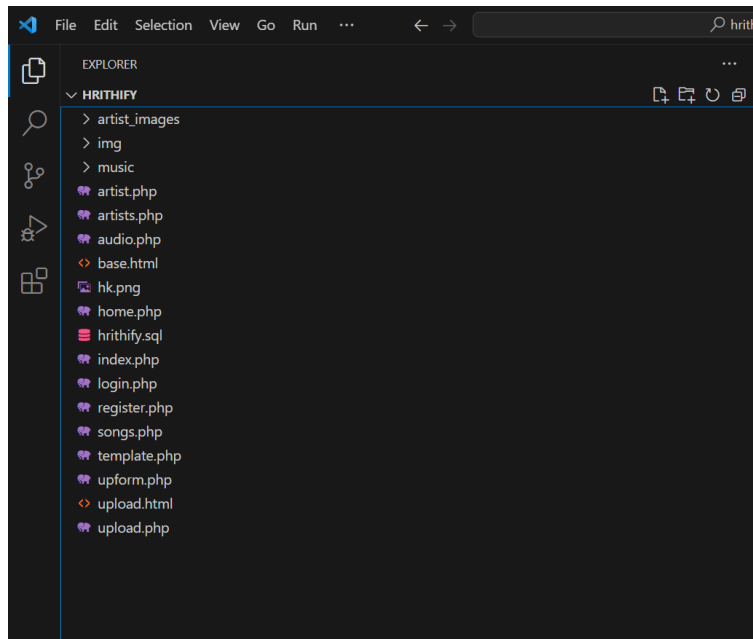 File Edit Selection View Go Run ··· hrith
EXPLORER ···
HRITHIFY
artist_images
img
music
artist.php
artists.php
audio.php
base.html
hk.png
home.php
hrithify.sql
index.php
login.php
register.php
songs.php
template.php
upform.php
upload.html
upload.php